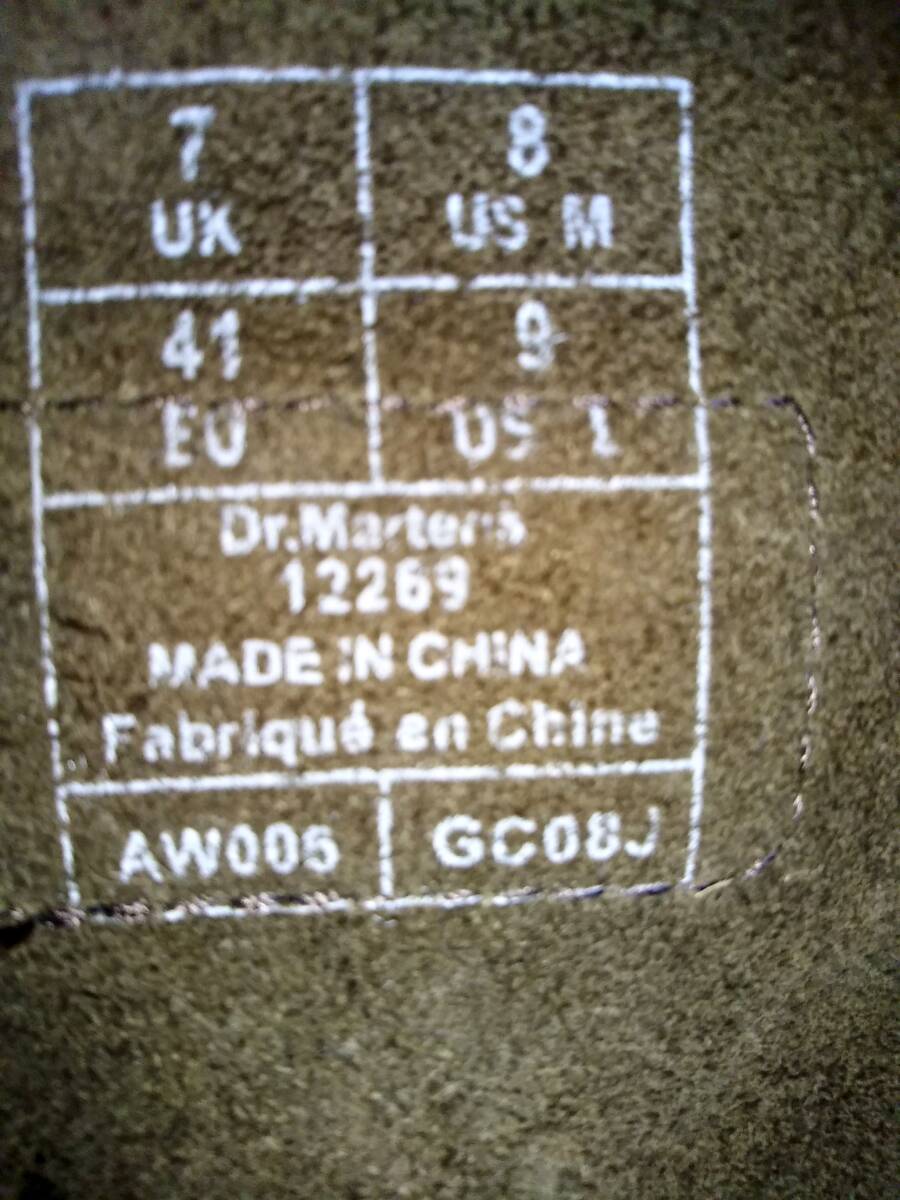 7
UK
8
US M
41
EU
9
US L
Dr.Martens
12269
MADE IN CHINA
Fabriqué en Chine
AW006
GC08J